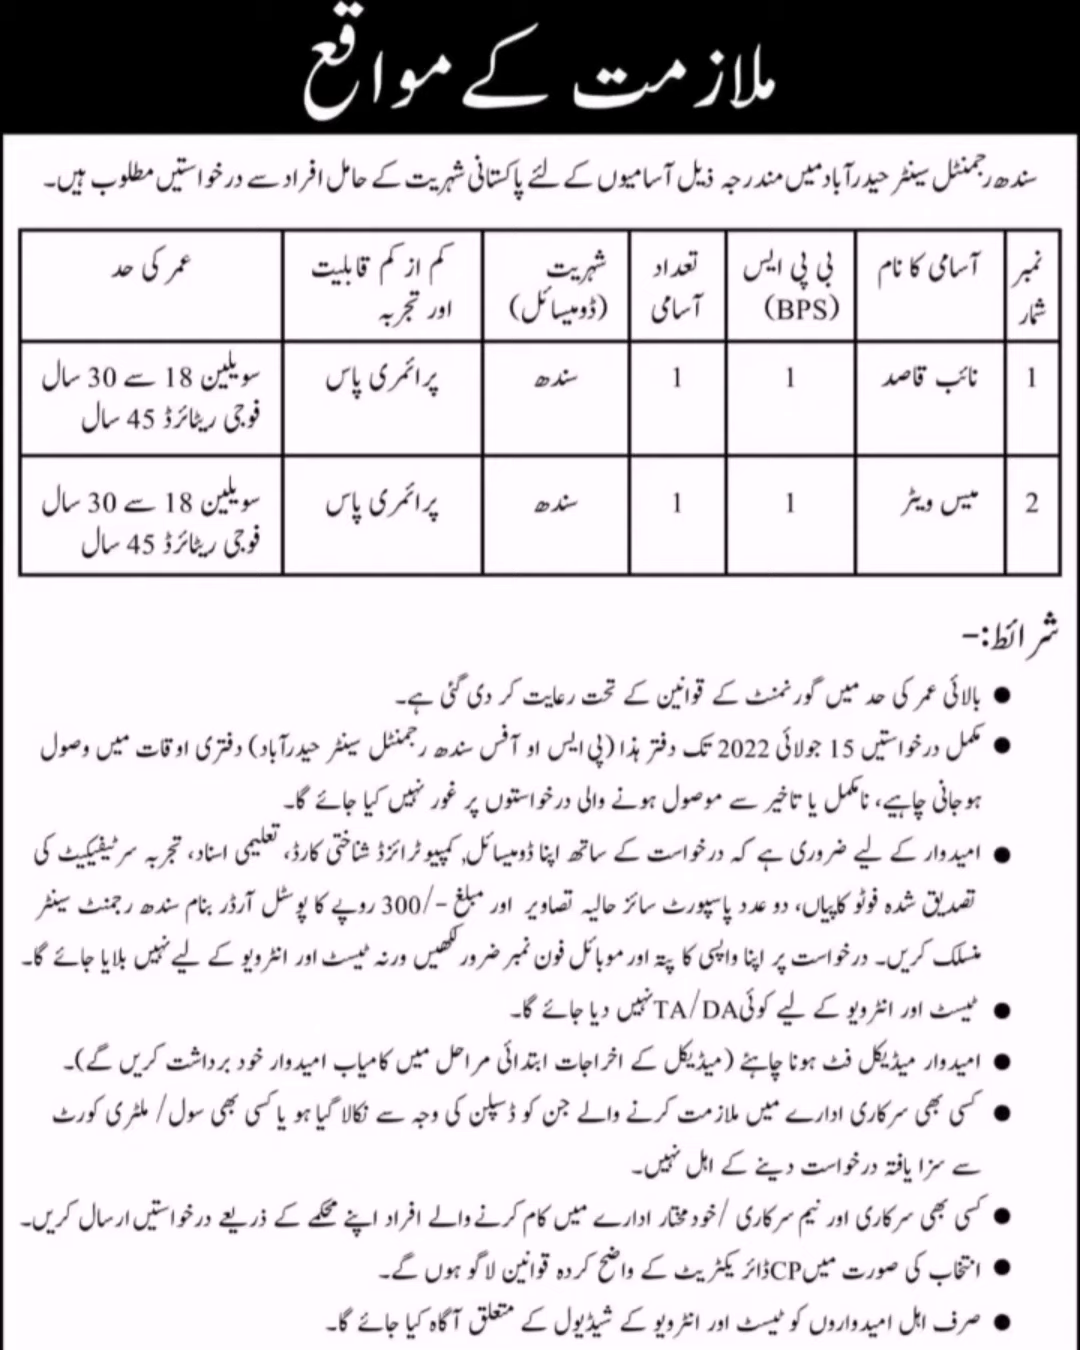 ملازمت کے مواقع
سندھ رجمنٹل سینٹر حیدرآباد میں مندرجہ ذیل آسامیوں کے لئے پاکستانی شہریت کے حامل افراد سے درخواستیں مطلوب ہیں۔
نمبر شمار | آسامی کا نام | بی پی ایس (BPS) | تعداد آسامی | شہریت (ڈومیسائل) | کم از کم قابلیت اور تجربہ | عمر کی حد
1 | نائب قاصد | 1 | 1 | سندھ | پرائمری پاس | سویلین 18 سے 30 سال
فوجی ریٹائرڈ 45 سال
2 | میس ویٹر | 1 | 1 | سندھ | پرائمری پاس | سویلین 18 سے 30 سال
فوجی ریٹائرڈ 45 سال
شرائط:-
● بالائی عمر کی حد میں گورنمنٹ کے قوانین کے تحت رعایت کر دی گئی ہے۔
● مکمل درخواستیں 15 جولائی 2022 تک دفتر ہذا (پی ایس او آفس سندھ رجمنٹل سینٹر حیدرآباد) دفتری اوقات میں وصول
ہوجانی چاہیے، نامکمل یا تاخیر سے موصول ہونے والی درخواستوں پر غور نہیں کیا جائے گا۔
● امیدوار کے لیے ضروری ہے کہ درخواست کے ساتھ اپنا ڈومیسائل، کمپیوٹرائزڈ شناختی کارڈ، تعلیمی اسناد، تجربہ سرٹیفیکیٹ کی
تصدیق شدہ فوٹو کاپیاں، دو عدد پاسپورٹ سائز حالیہ تصاویر اور مبلغ -/300 روپے کا پوسٹل آرڈر بنام سندھ رجمنٹ سینٹر
منسلک کریں۔ درخواست پر اپنا واپسی کا پتہ اور موبائل فون نمبر ضرور لکھیں ورنہ ٹیسٹ اور انٹرویو کے لیے نہیں بلایا جائے گا۔
● ٹیسٹ اور انٹرویو کے لیے کوئی TA/DA نہیں دیا جائے گا۔
● امیدوار میڈیکل فٹ ہونا چاہئے (میڈیکل کے اخراجات ابتدائی مراحل میں کامیاب امیدوار خود برداشت کریں گے)۔
● کسی بھی سرکاری ادارے میں ملازمت کرنے والے جن کو ڈسپلن کی وجہ سے نکالا گیا ہو یا کسی بھی سول/ ملٹری کورٹ
سے سزا یافتہ درخواست دینے کے اہل نہیں۔
● کسی بھی سرکاری اور نیم سرکاری /خودمختار ادارے میں کام کرنے والے افراد اپنے محکمے کے ذریعے درخواستیں ارسال کریں۔
● انتخاب کی صورت میں CP ڈائریکٹریٹ کے واضح کردہ قوانین لاگو ہوں گے۔
● صرف اہل امیدواروں کو ٹیسٹ اور انٹرویو کے شیڈیول کے متعلق آگاہ کیا جائے گا۔